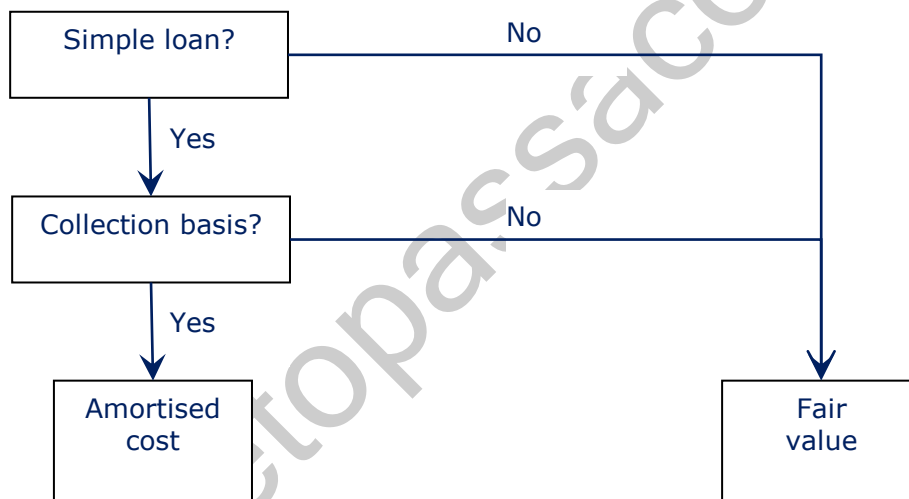 Simple loan?
No
Yes
Collection basis?
No
Yes
Amortised
cost
Fair
value